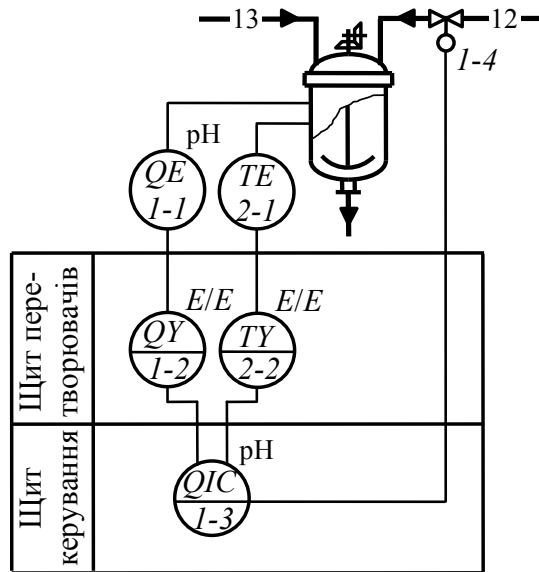 13
12
1-4
pH
QE
1-1
TE
2-1
Щит пере-
творювачів
E/E
E/E
QY
1-2
TY
2-2
Щит
керування
pH
QIC
1-3